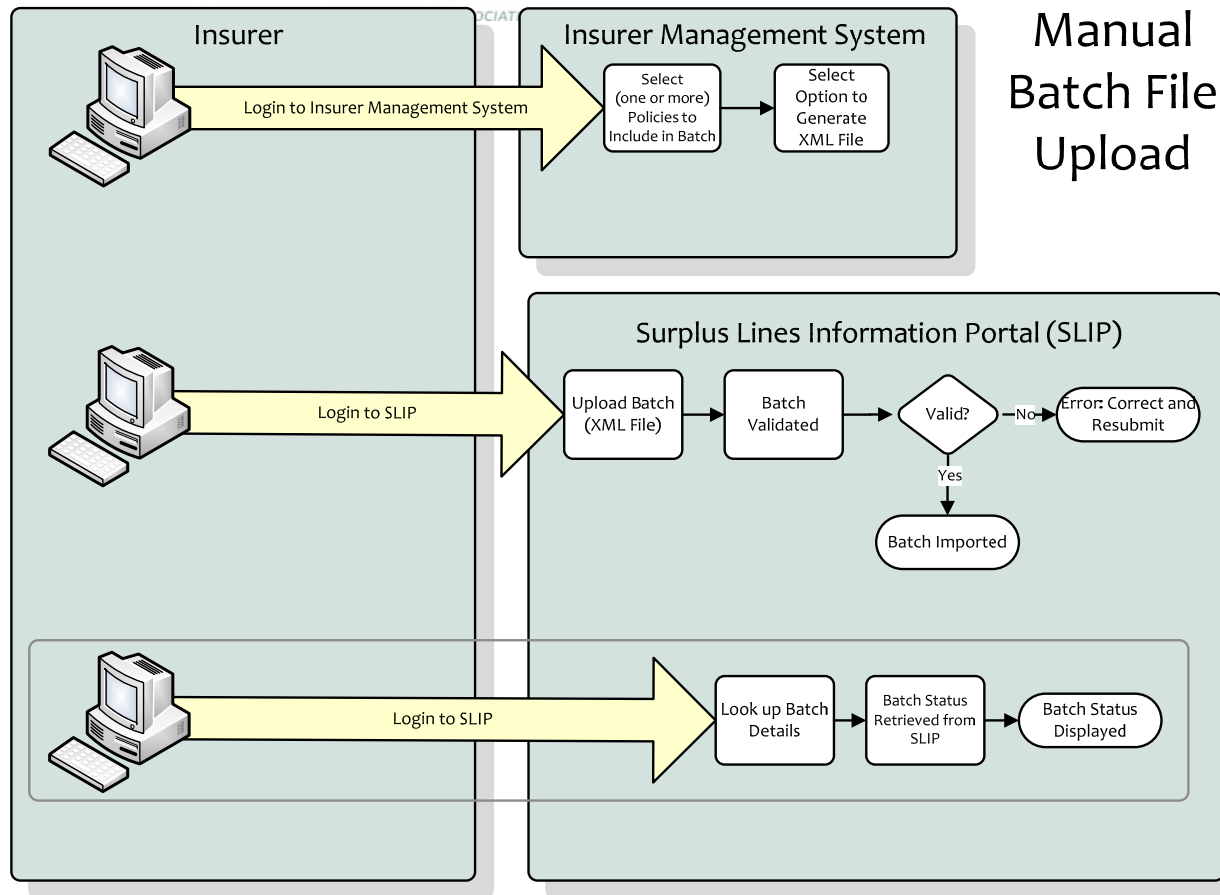 Insurer
Insurer Management System
Manual
Batch File
Upload
Login to Insurer Management System
Select
(one or more)
Policies to
Include in Batch
Select
Option to
Generate
XML File
Surplus Lines Information Portal (SLIP)
Login to SLIP
Upload Batch
(XML File)
Batch
Validated
Valid?
No
Error: Correct and
Resubmit
Yes
Batch Imported
Login to SLIP
Look up Batch
Details
Batch Status
Retrieved from
SLIP
Batch Status
Displayed